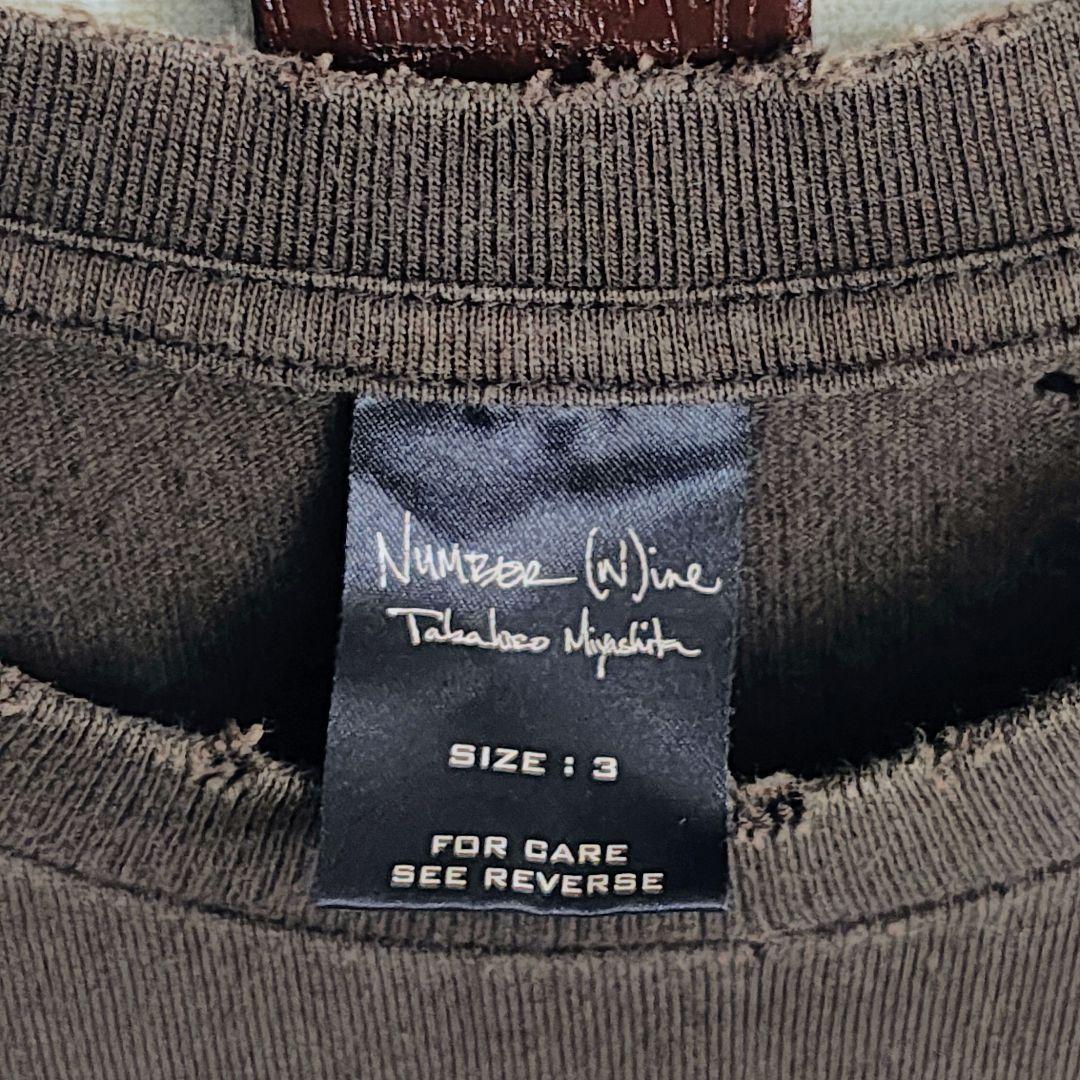 NUMBER (N)ine
Takahiro Miyashita
SIZE : 3
FOR CARE
SEE REVERSE